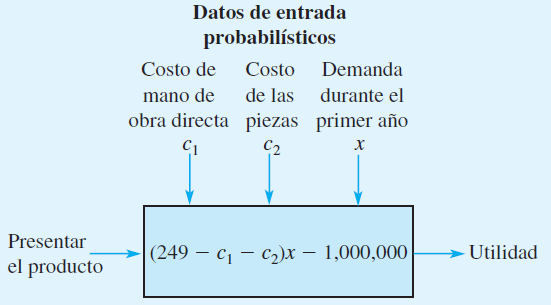 Datos de entrada
probabilísticos
Costo de
mano de
obra directa
c₁
Costo
de las
piezas
c₂
Demanda
durante el
primer año
x
Presentar
el producto
(249 − c₁ − c₂)x − 1,000,000
Utilidad